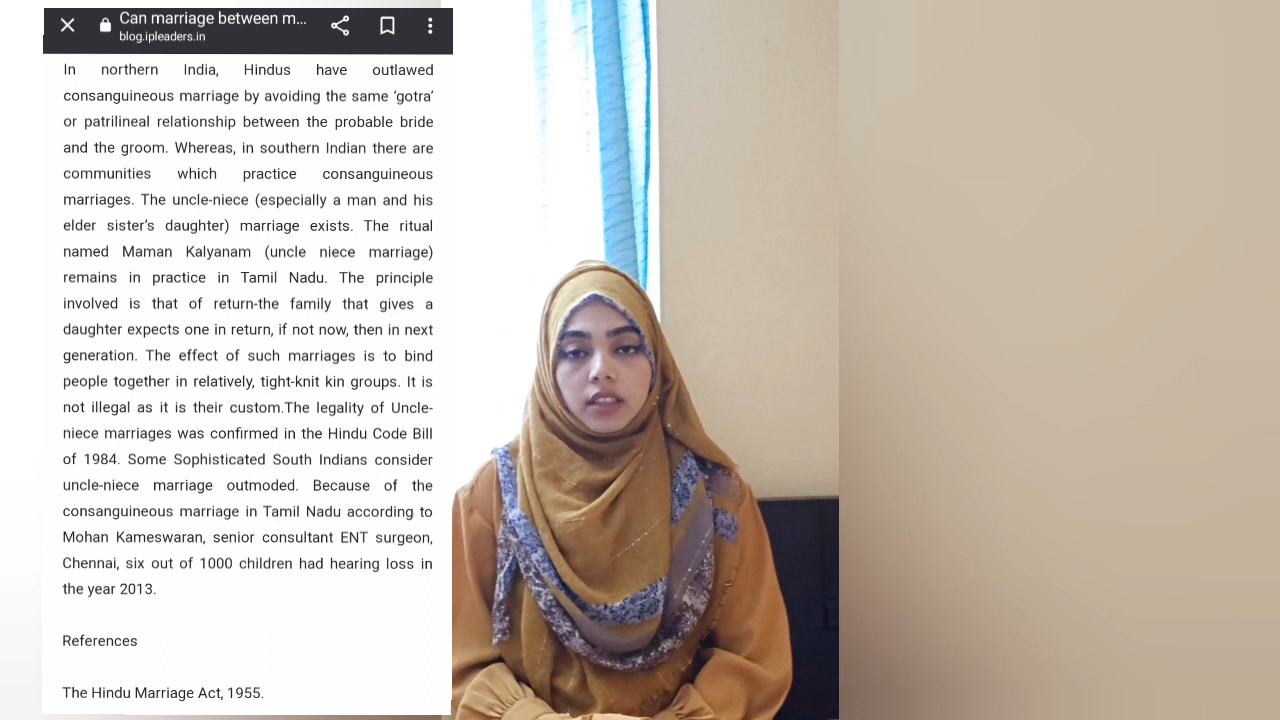 Can marriage between m...
blog.ipleaders.in
In northern India, Hindus have outlawed
consanguineous marriage by avoiding the same ‘gotra’
or patrilineal relationship between the probable bride
and the groom. Whereas, in southern Indian there are
communities which practice consanguineous
marriages. The uncle-niece (especially a man and his
elder sister’s daughter) marriage exists. The ritual
named Maman Kalyanam (uncle niece marriage)
remains in practice in Tamil Nadu. The principle
involved is that of return-the family that gives a
daughter expects one in return, if not now, then in next
generation. The effect of such marriages is to bind
people together in relatively, tight-knit kin groups. It is
not illegal as it is their custom.The legality of Uncle-
niece marriages was confirmed in the Hindu Code Bill
of 1984. Some Sophisticated South Indians consider
uncle-niece marriage outmoded. Because of the
consanguineous marriage in Tamil Nadu according to
Mohan Kameswaran, senior consultant ENT surgeon,
Chennai, six out of 1000 children had hearing loss in
the year 2013.
References
The Hindu Marriage Act, 1955.